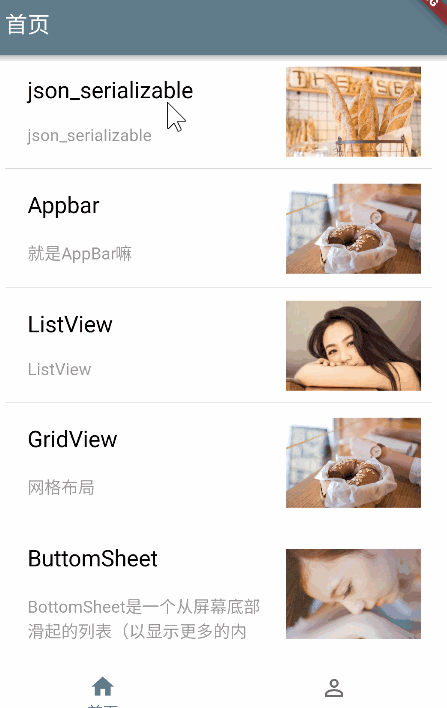 首页
json_serializable
json_serializable
Appbar
就是AppBar嘛
ListView
ListView
GridView
网格布局
ButtomSheet
BottomSheet是一个从屏幕底部
滑起的列表（以显示更多的内
首页